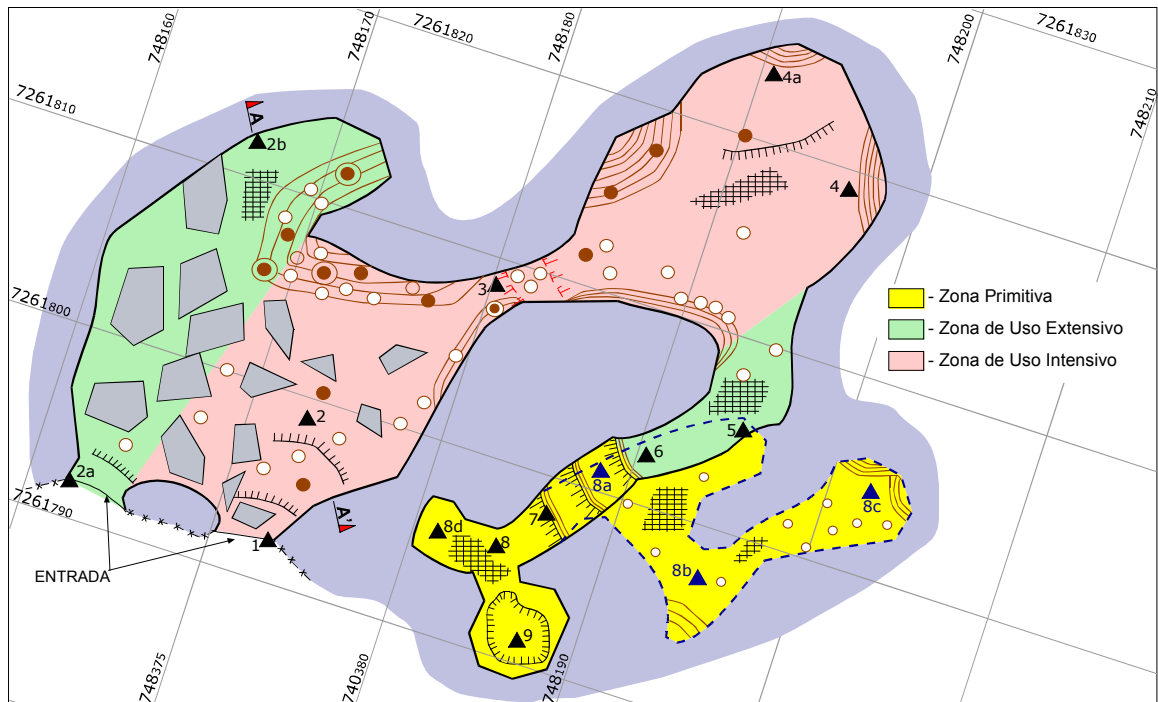 748160
748170
7261820
748180
748200
7261830
748210
7261810
A
2b
4a
4
3
7261800
- Zona Primitiva
- Zona de Uso Extensivo
- Zona de Uso Intensivo
2
5
6
2a
8a
7261790
A'
7
8d
8
8c
1
8b
ENTRADA
9
748375
740380
748190